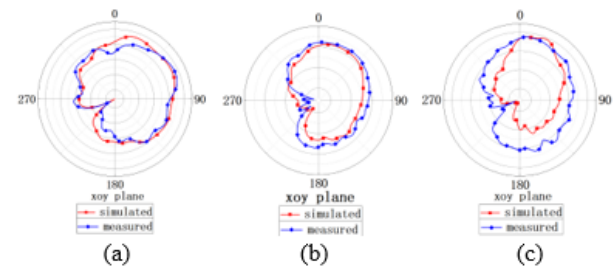 0
270
90
180
xoy plane
simulated
measured
(a)
0
270
90
180
xoy plane
simulated
measured
(b)
0
270
90
180
xoy plane
simulated
measured
(c)